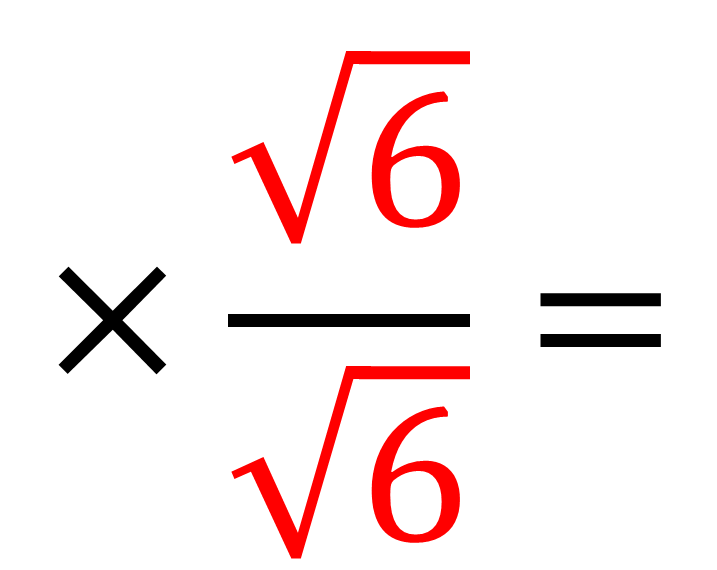 × √6/√6 =